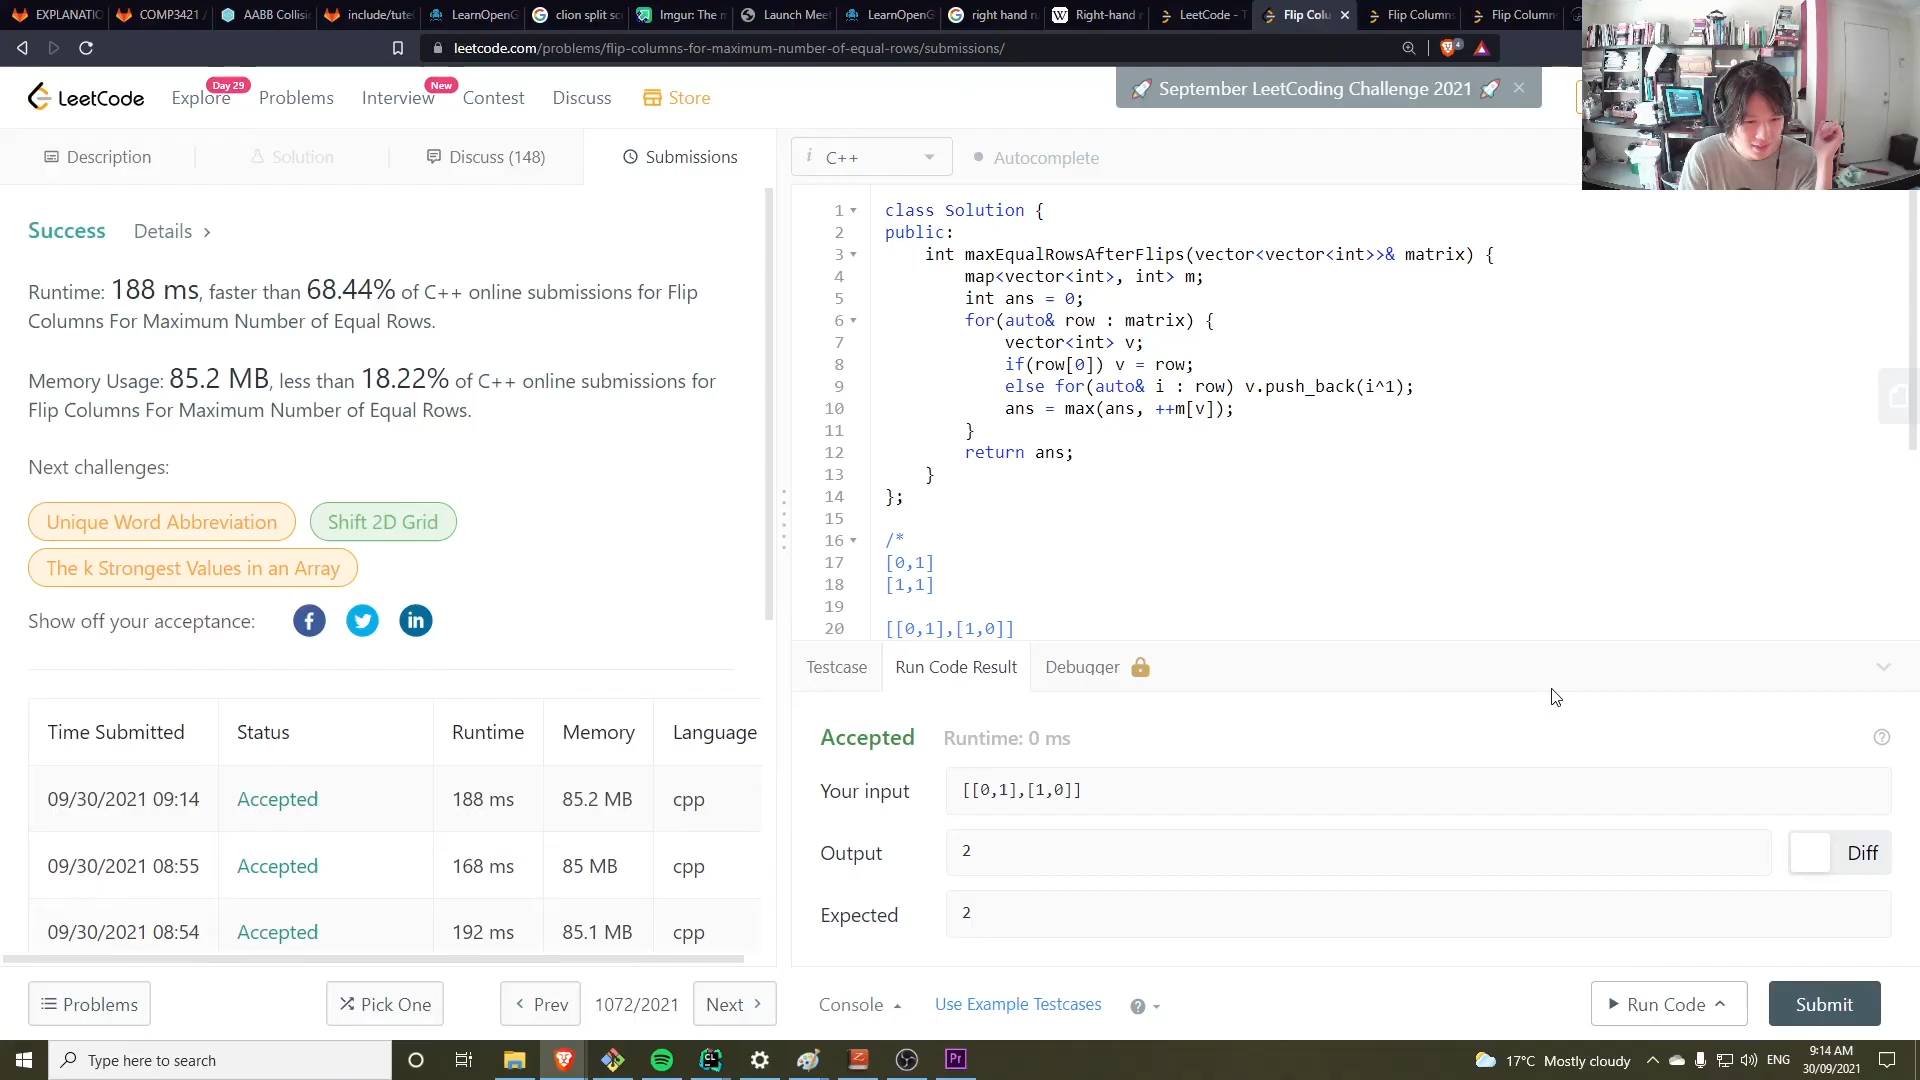 EXPLANATIO
COMP3421 /
AABB Collisi
include/tute
LearnOpenG
clion split sc
Imgur: The m
Launch Meet
LearnOpenG
right hand ru
Right-hand r
LeetCode - T
Flip Colu
Flip Column
Flip Column
leetcode.com/problems/flip-columns-for-maximum-number-of-equal-rows/submissions/
4
LeetCode
Explore
Day 29
Problems
Interview
New
Contest
Discuss
Store
September LeetCoding Challenge 2021
Description
Solution
Discuss (148)
Submissions
i C++
Autocomplete
Success
Details
Runtime: 188 ms, faster than 68.44% of C++ online submissions for Flip
Columns For Maximum Number of Equal Rows.
Memory Usage: 85.2 MB, less than 18.22% of C++ online submissions for
Flip Columns For Maximum Number of Equal Rows.
Next challenges:
Unique Word Abbreviation
Shift 2D Grid
The k Strongest Values in an Array
Show off your acceptance:
Time Submitted Status Runtime Memory Language
09/30/2021 09:14 Accepted 188 ms 85.2 MB cpp
09/30/2021 08:55 Accepted 168 ms 85 MB cpp
09/30/2021 08:54 Accepted 192 ms 85.1 MB cpp
1 class Solution {
2 public:
3 int maxEqualRowsAfterFlips(vector<vector<int>>& matrix) {
4 map<vector<int>, int> m;
5 int ans = 0;
6 for(auto& row : matrix) {
7 vector<int> v;
8 if(row[0]) v = row;
9 else for(auto& i : row) v.push_back(i^1);
10 ans = max(ans, ++m[v]);
11 }
12 return ans;
13 }
14 };
15
16 /*
17 [0,1]
18 [1,1]
19
20 [[0,1],[1,0]]
Testcase
Run Code Result
Debugger
Accepted
Runtime: 0 ms
Your input
[[0,1],[1,0]]
Output
2
Diff
Expected
2
Problems
Pick One
Prev
1072/2021
Next
Console
Use Example Testcases
Run Code
Submit
Type here to search
Pr
17°C Mostly cloudy
ENG
9:14 AM
30/09/2021